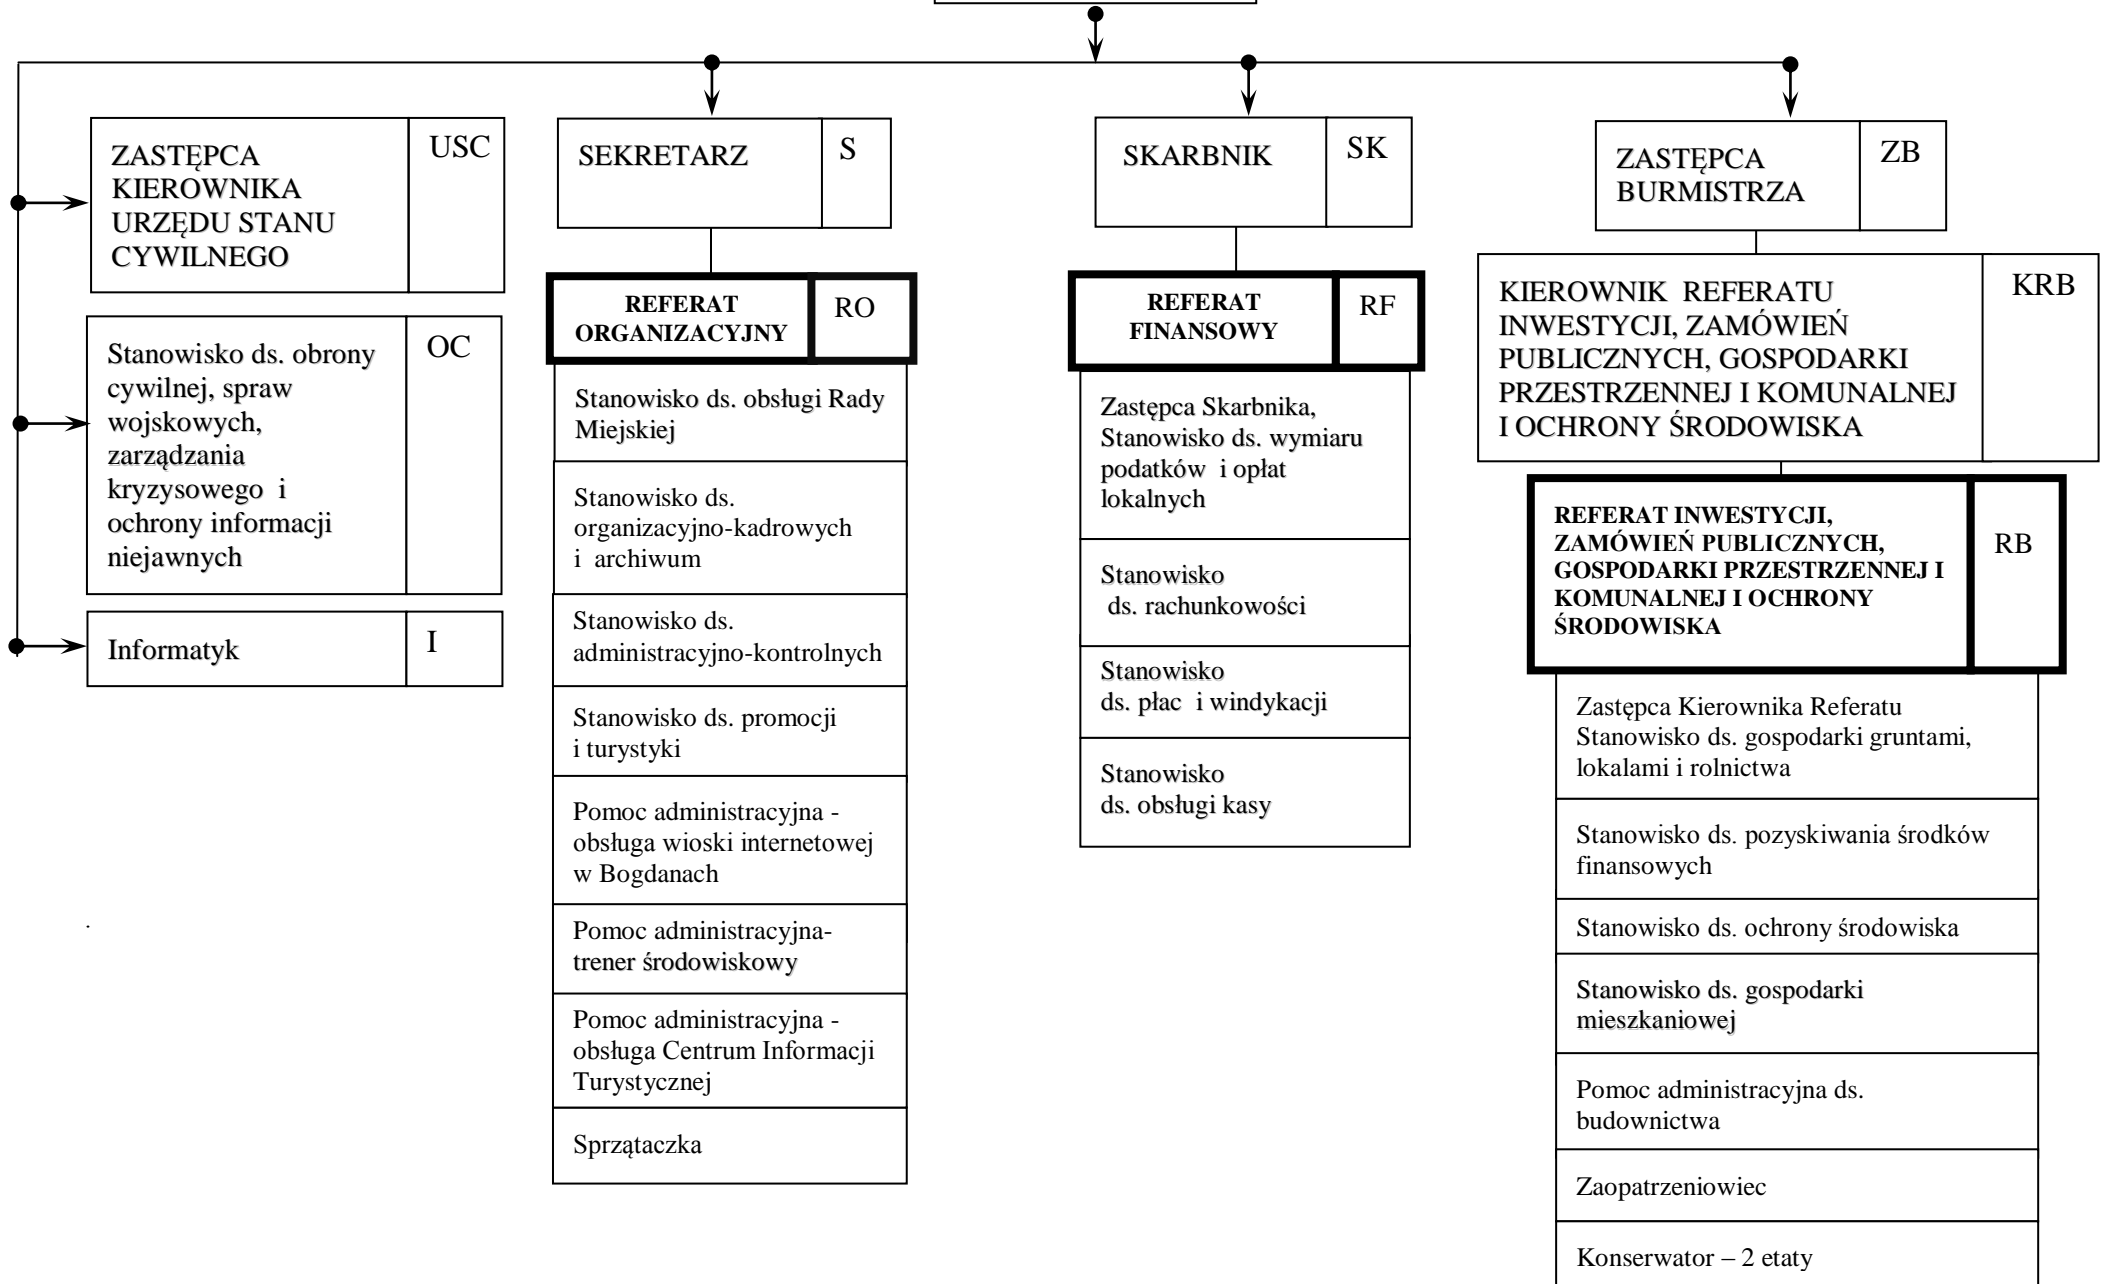 ZASTĘPCA
KIEROWNIKA
URZĘDU STANU
CYWILNEGO
USC
Stanowisko ds. obrony
cywilnej, spraw
wojskowych,
zarządzania
kryzysowego i
ochrony informacji
niejawnych
OC
Informatyk
I
SEKRETARZ
S
REFERAT
ORGANIZACYJNY
RO
Stanowisko ds. obsługi Rady
Miejskiej
Stanowisko ds.
organizacyjno-kadrowych
i archiwum
Stanowisko ds.
administracyjno-kontrolnych
Stanowisko ds. promocji
i turystyki
Pomoc administracyjna -
obsługa wioski internetowej
w Bogdanach
Pomoc administracyjna-
trener środowiskowy
Pomoc administracyjna -
obsługa Centrum Informacji
Turystycznej
Sprzątaczka
SKARBNIK
SK
REFERAT
FINANSOWY
RF
Zastępca Skarbnika,
Stanowisko ds. wymiaru
podatków i opłat
lokalnych
Stanowisko
ds. rachunkowości
Stanowisko
ds. płac i windykacji
Stanowisko
ds. obsługi kasy
ZASTĘPCA
BURMISTRZA
ZB
KIEROWNIK REFERATU
INWESTYCJI, ZAMÓWIEŃ
PUBLICZNYCH, GOSPODARKI
PRZESTRZENNEJ I KOMUNALNEJ
I OCHRONY ŚRODOWISKA
KRB
REFERAT INWESTYCJI,
ZAMÓWIEŃ PUBLICZNYCH,
GOSPODARKI PRZESTRZENNEJ I
KOMUNALNEJ I OCHRONY
ŚRODOWISKA
RB
Zastępca Kierownika Referatu
Stanowisko ds. gospodarki gruntami,
lokalami i rolnictwa
Stanowisko ds. pozyskiwania środków
finansowych
Stanowisko ds. ochrony środowiska
Stanowisko ds. gospodarki
mieszkaniowej
Pomoc administracyjna ds.
budownictwa
Zaopatrzeniowiec
Konserwator – 2 etaty
.